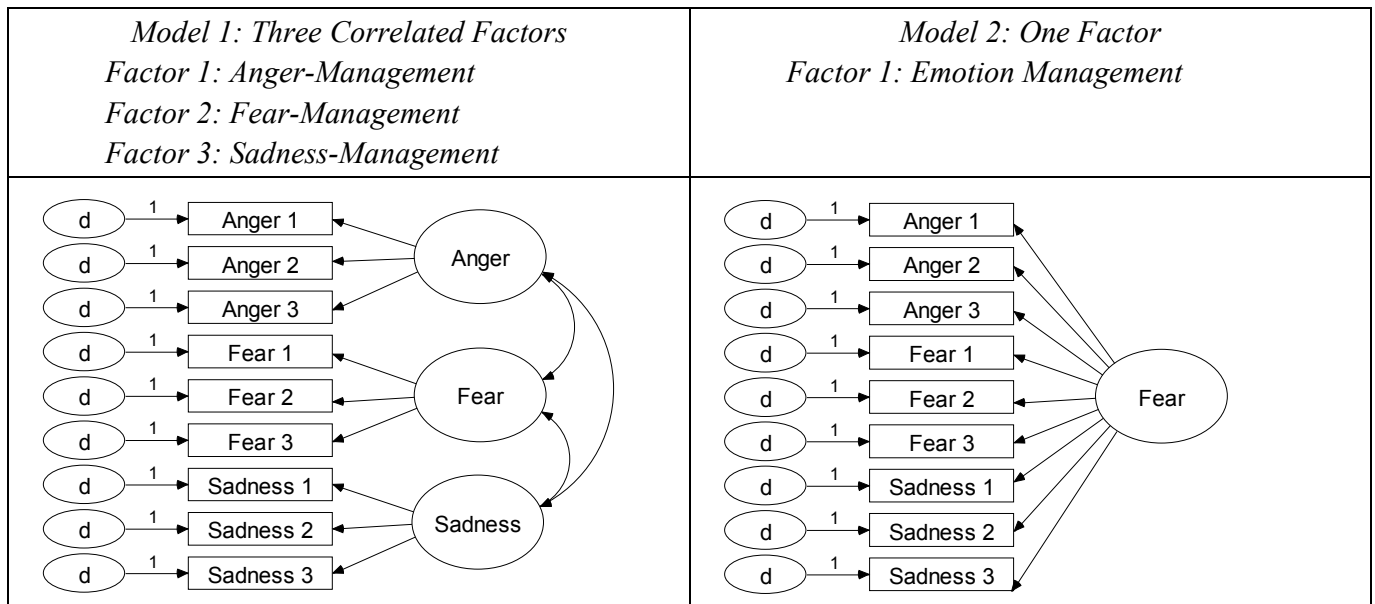 Model 1: Three Correlated Factors
Factor 1: Anger-Management
Factor 2: Fear-Management
Factor 3: Sadness-Management
Model 2: One Factor
Factor 1: Emotion Management
d 1 Anger 1
d 1 Anger 2
d 1 Anger 3
d 1 Fear 1
d 1 Fear 2
d 1 Fear 3
d 1 Sadness 1
d 1 Sadness 2
d 1 Sadness 3
Anger
Fear
Sadness
d 1 Anger 1
d 1 Anger 2
d 1 Anger 3
d 1 Fear 1
d 1 Fear 2
d 1 Fear 3
d 1 Sadness 1
d 1 Sadness 2
d 1 Sadness 3
Fear